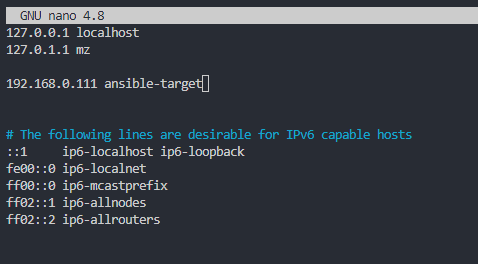 GNU nano 4.8
127.0.0.1 localhost
127.0.1.1 mz
192.168.0.111 ansible-target
# The following lines are desirable for IPv6 capable hosts
::1     ip6-localhost ip6-loopback
fe00::0 ip6-localnet
ff00::0 ip6-mcastprefix
ff02::1 ip6-allnodes
ff02::2 ip6-allrouters